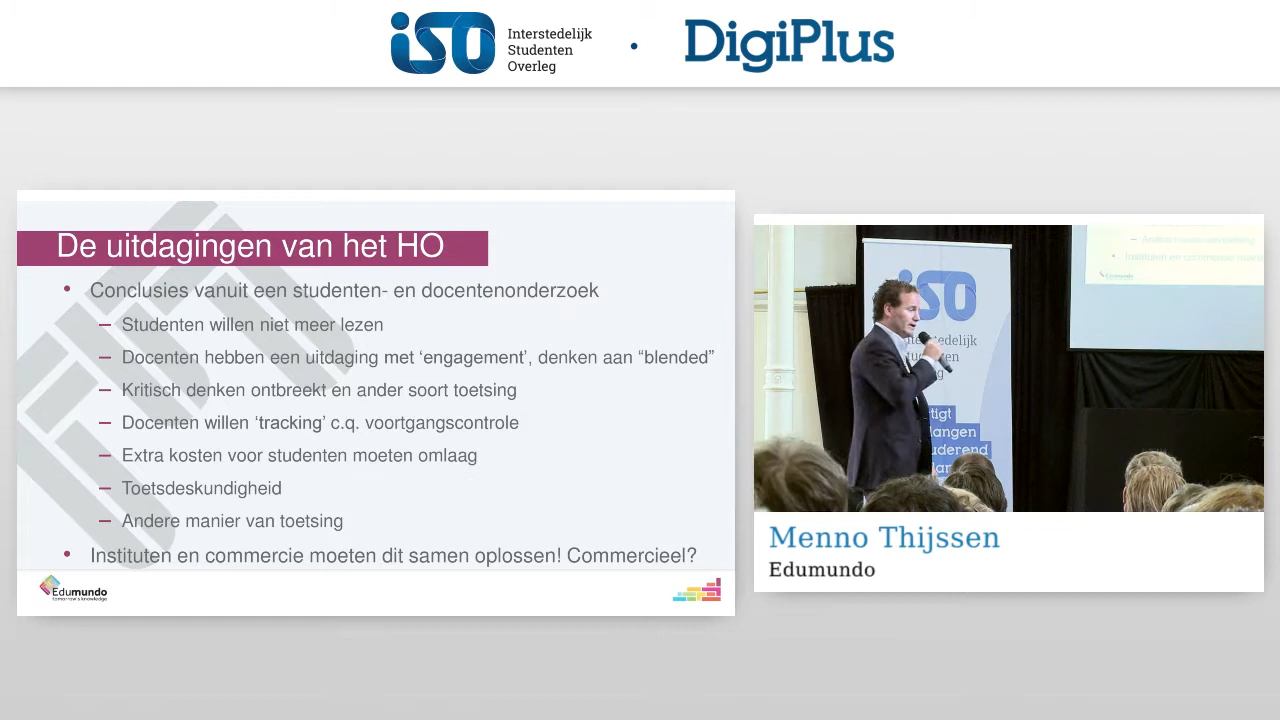 iso
Interstedelijk
Studenten
Overleg
DigiPlus
De uitdagingen van het HO
• Conclusies vanuit een studenten- en docentenonderzoek
– Studenten willen niet meer lezen
– Docenten hebben een uitdaging met ‘engagement’, denken aan “blended”
– Kritisch denken ontbreekt en ander soort toetsing
– Docenten willen ‘tracking’ c.q. voortgangscontrole
– Extra kosten voor studenten moeten omlaag
– Toetsdeskundigheid
– Andere manier van toetsing
• Instituten en commercie moeten dit samen oplossen! Commercieel?
Edumundo
tomorrow's knowledge
iso
Menno Thijssen
Edumundo